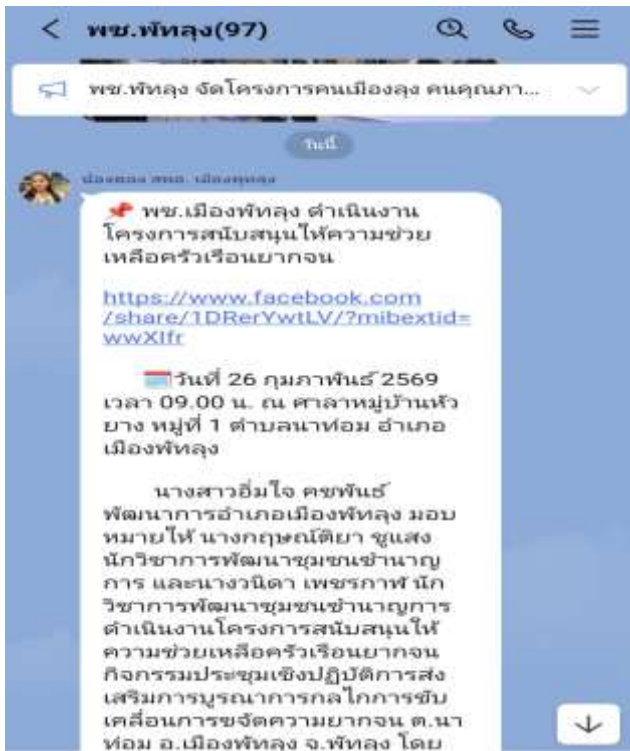 พช.พัทลุง(97)
พช.พัทลุง จัดโครงการคนเมืองลุง คนคุณภา...
วันนี้
เมืองพัทลุง
พช.เมืองพัทลุง ดำเนินงาน
โครงการสนับสนุนให้ความช่วย
เหลือครัวเรือนยากจน
https://www.facebook.com
/share/1DRerYwtLV/?mibextid=
wwXIfr
วันที่ 26 กุมภาพันธ์ 2569
เวลา 09.00 น. ณ ศาลาหมู่บ้านหัว
ยาง หมู่ที่ 1 ตำบลนาท่อม อำเภอ
เมืองพัทลุง
นางสาวอิ่มใจ คชพันธ์
พัฒนาการอำเภอเมืองพัทลุง มอบ
หมายให้ นางกฤษณ์ติยา ชูแสง
นักวิชาการพัฒนาชุมชนชำนาญ
การ และนางวนิดา เพชรกาฬ นัก
วิชาการพัฒนาชุมชนชำนาญการ
ดำเนินงานโครงการสนับสนุนให้
ความช่วยเหลือครัวเรือนยากจน
กิจกรรมประชุมเชิงปฏิบัติการส่ง
เสริมการบูรณาการกลไกการขับ
เคลื่อนการขจัดความยากจน ต.นา
ท่อม อ.เมืองพัทลุง จ.พัทลุง โดย